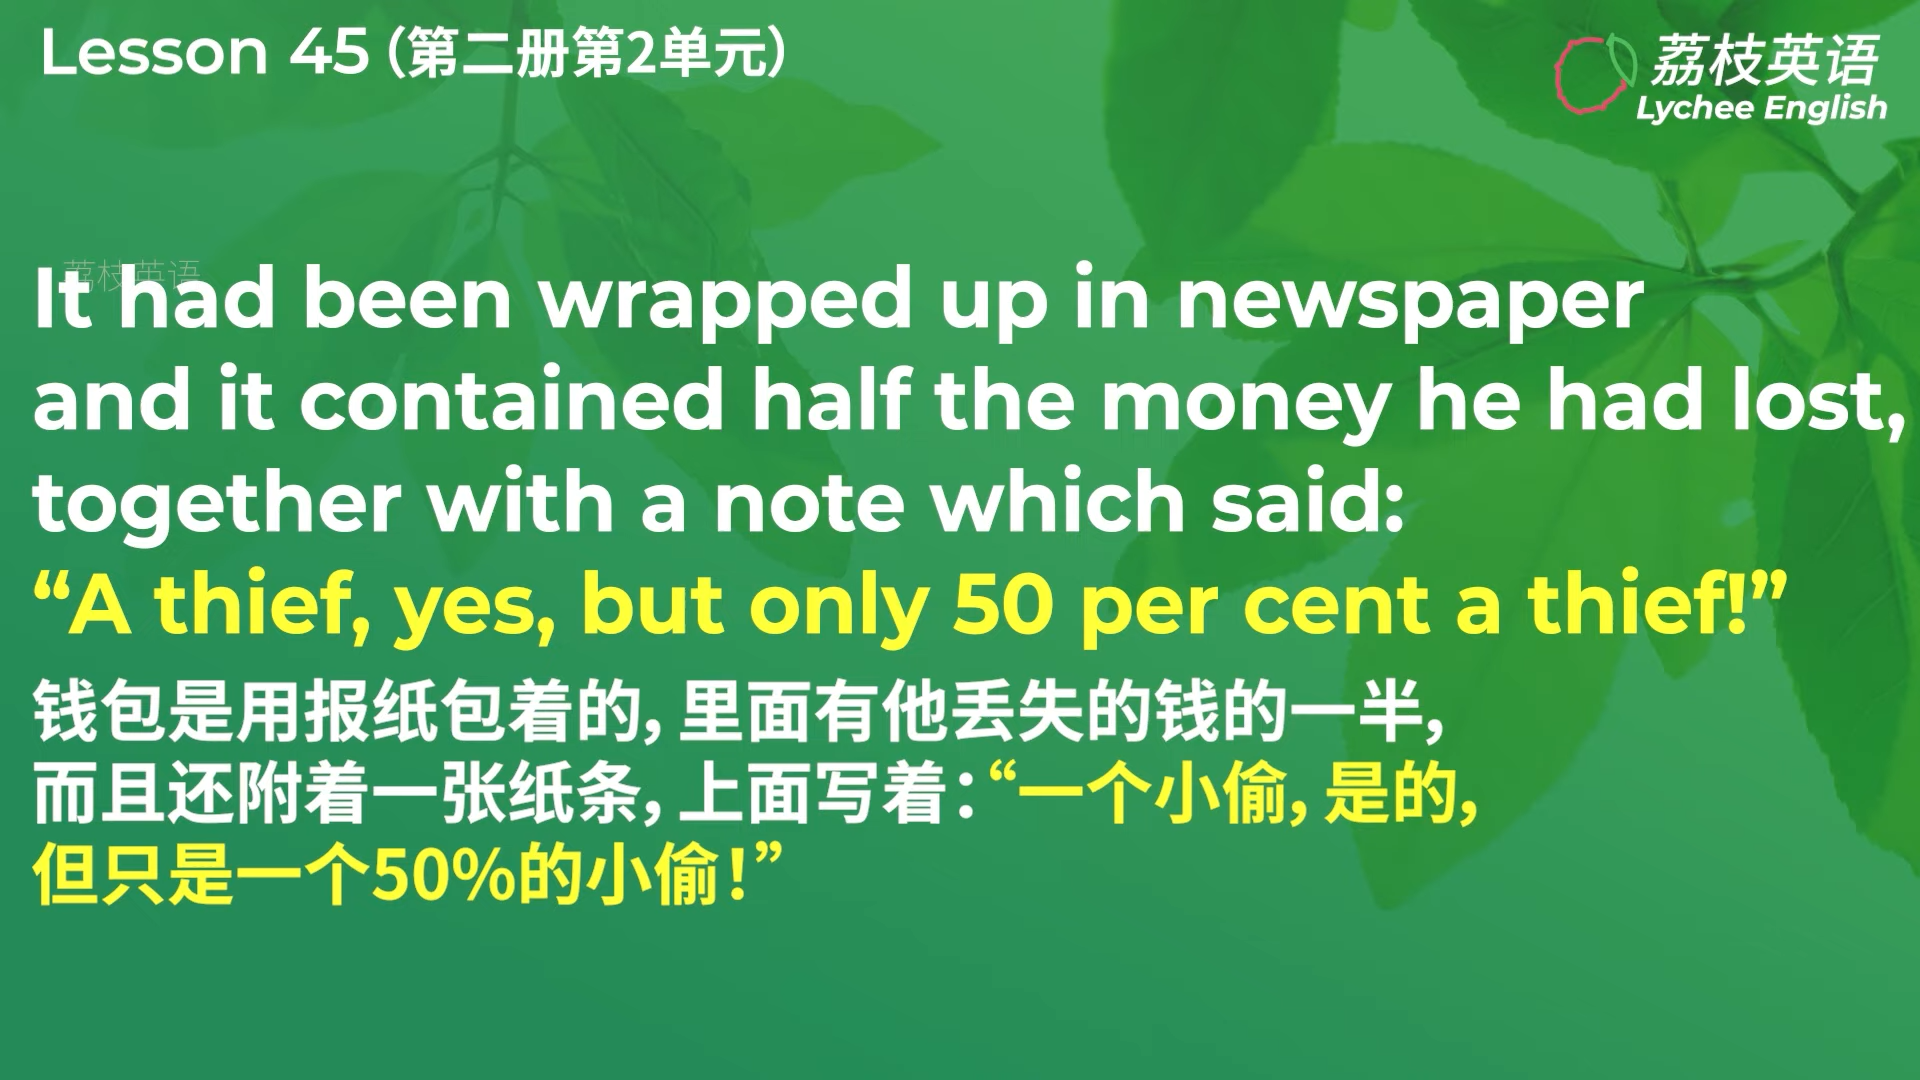 Lesson 45（第二册第2单元）
荔枝英语
Lychee English
荔枝英语
It had been wrapped up in newspaper
and it contained half the money he had lost,
together with a note which said:
“A thief, yes, but only 50 per cent a thief!”
钱包是用报纸包着的，里面有他丢失的钱的一半，
而且还附着一张纸条，上面写着：“一个小偷，是的，
但只是一个50%的小偷！”